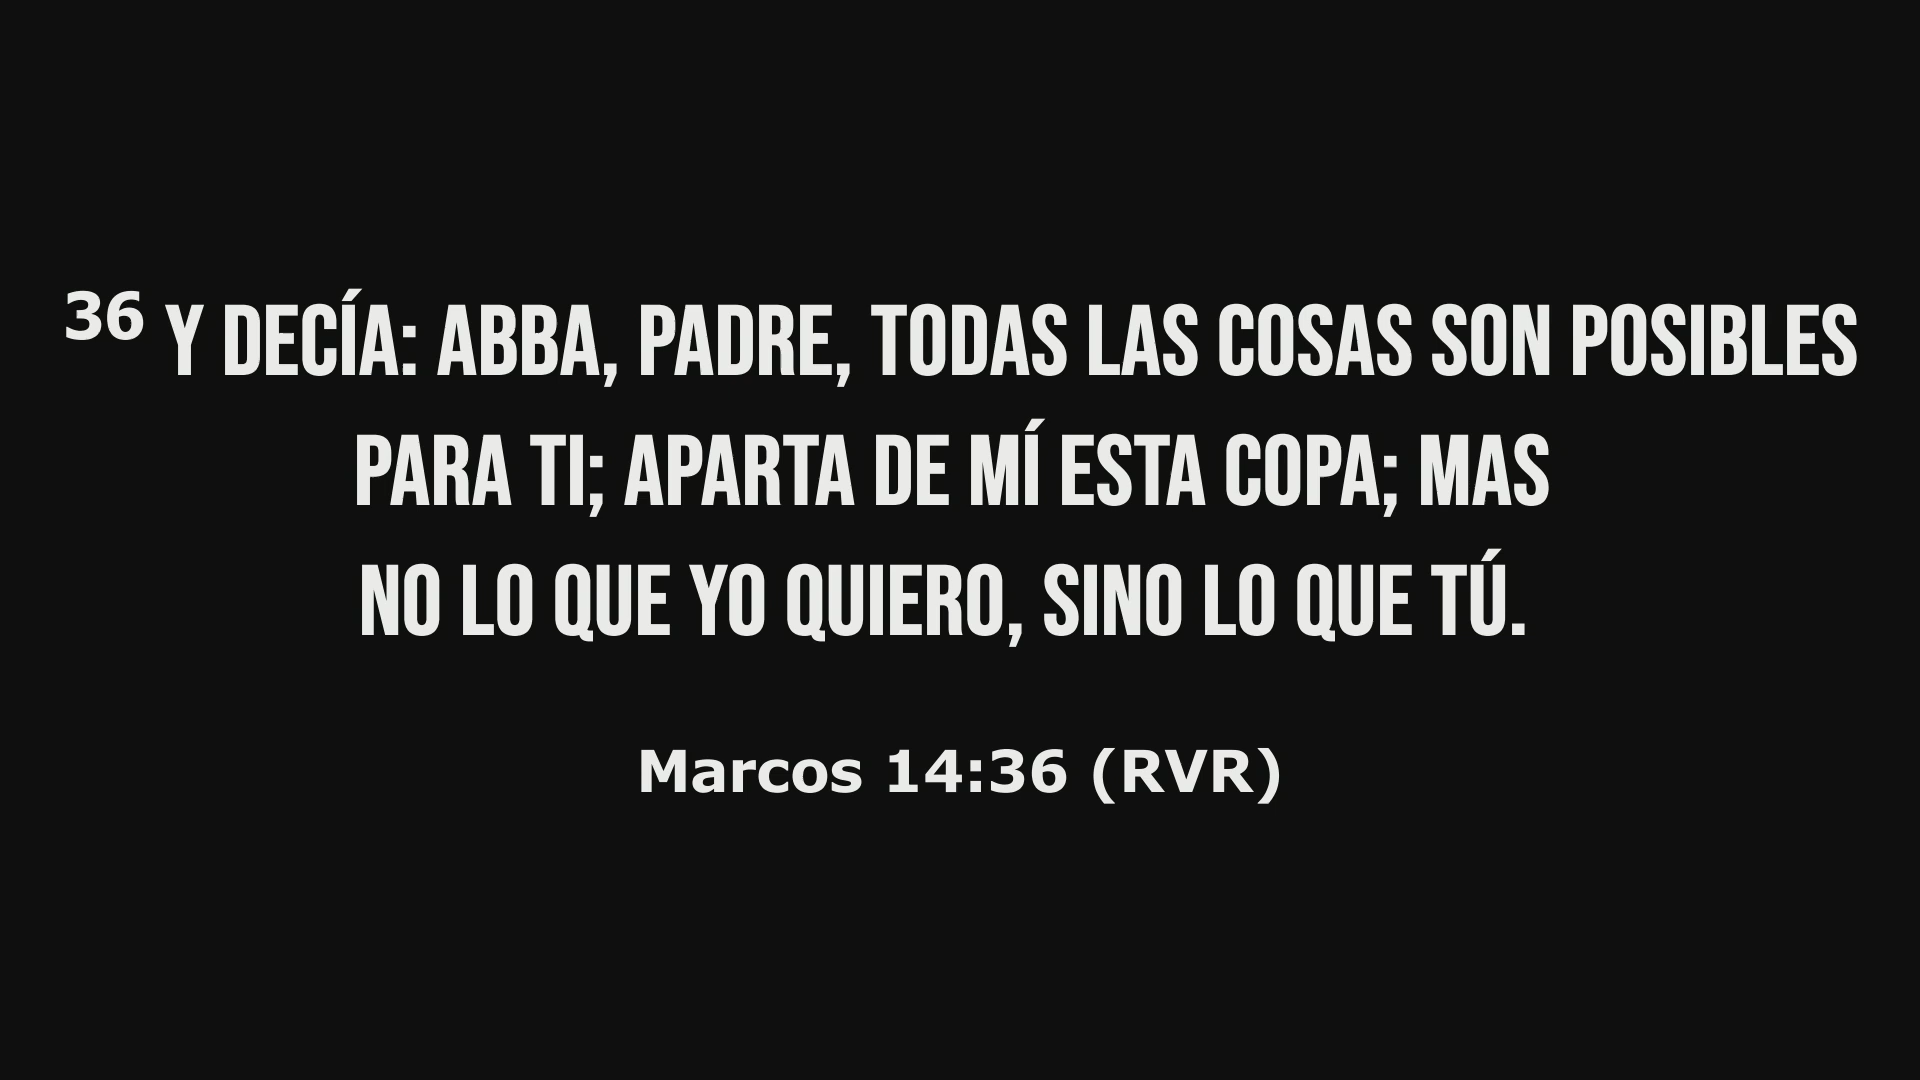 36 Y DECÍA: ABBA, PADRE, TODAS LAS COSAS SON POSIBLES
PARA TI; APARTA DE MÍ ESTA COPA; MAS
NO LO QUE YO QUIERO, SINO LO QUE TÚ.
Marcos 14:36 (RVR)